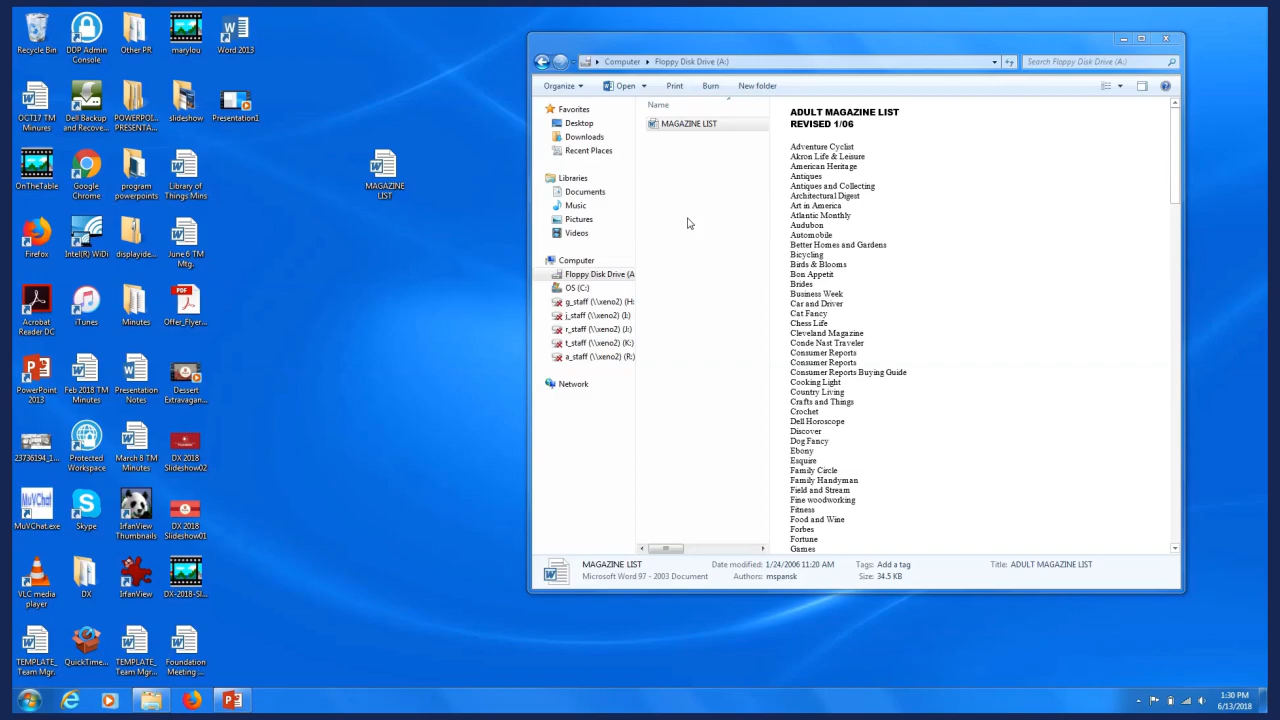 Recycle Bin
DDP Admin
Console
Other PR
marylou
Word 2013
OCT17 TM
Minures
Dell Backup
and Recove...
POWERPOI...
PRESENTA...
slideshow
Presentation1
OnTheTable
Google
Chrome
program
powerpoints
Library of
Things Mins
MAGAZINE
LIST
Firefox
Intel(R) WiDi
displayide...
June 6 TM
Mtg.
Acrobat
Reader DC
iTunes
Minutes
PDF
Offer_Flyer...
PowerPoint
2013
Feb 2018 TM
Minutes
Presentation
Notes
Dessert
Extravagan...
23736194_1...
Protected
Workspace
March 8 TM
Minutes
DX 2018
Slideshow02
MuVChat
MuVChat.exe
Skype
IrfanView
Thumbnails
DX 2018
Slideshow01
VLC media
player
DX
IrfanView
DX-2018-Sl...
TEMPLATE_
Team Mgr.
QuickTime...
TEMPLATE_
Team Mgr...
Foundation
Meeting ...
Computer
Floppy Disk Drive (A:)
Search Floppy Disk Drive (A:)
Organize
Open
Print
Burn
New folder
Favorites
Desktop
Downloads
Recent Places
Libraries
Documents
Music
Pictures
Videos
Computer
Floppy Disk Drive (A
OS (C:)
g_staff (\\xeno2) (H:
j_staff (\\xeno2) (I:)
r_staff (\\xeno2) (J:)
t_staff (\\xeno2) (K:)
a_staff (\\xeno2) (R:)
Network
Name
MAGAZINE LIST
ADULT MAGAZINE LIST
REVISED 1/06
Adventure Cyclist
Akron Life & Leisure
American Heritage
Antiques
Antiques and Collecting
Architectural Digest
Art in America
Atlantic Monthly
Audubon
Automobile
Better Homes and Gardens
Bicycling
Birds & Blooms
Bon Appetit
Brides
Business Week
Car and Driver
Cat Fancy
Chess Life
Cleveland Magazine
Conde Nast Traveler
Consumer Reports
Consumer Reports
Consumer Reports Buying Guide
Cooking Light
Country Living
Crafts and Things
Crochet
Dell Horoscope
Discover
Dog Fancy
Ebony
Esquire
Family Circle
Family Handyman
Field and Stream
Fine woodworking
Fitness
Food and Wine
Forbes
Fortune
Games
MAGAZINE LIST
Microsoft Word 97 - 2003 Document
Date modified: 1/24/2006 11:20 AM
Authors: mspansk
Tags: Add a tag
Size: 34.5 KB
Title: ADULT MAGAZINE LIST
1:30 PM
6/13/2018